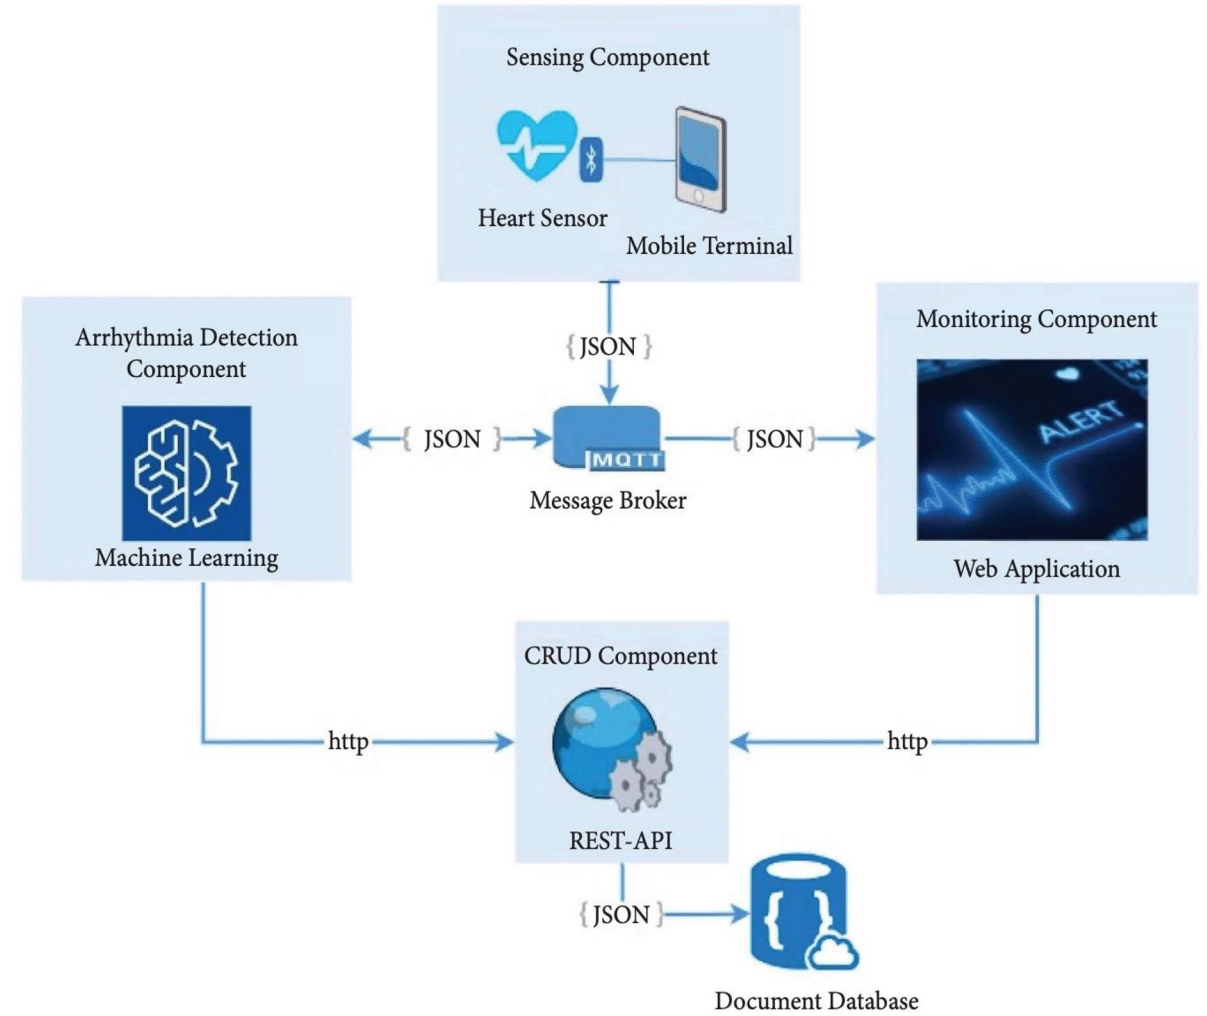 Sensing Component
Heart Sensor
Mobile Terminal
{ JSON }
Arrhythmia Detection
Component
Machine Learning
{ JSON }
MQTT
Message Broker
{ JSON }
Monitoring Component
ALERT
Web Application
http
CRUD Component
REST-API
http
{ JSON }
{ }
Document Database